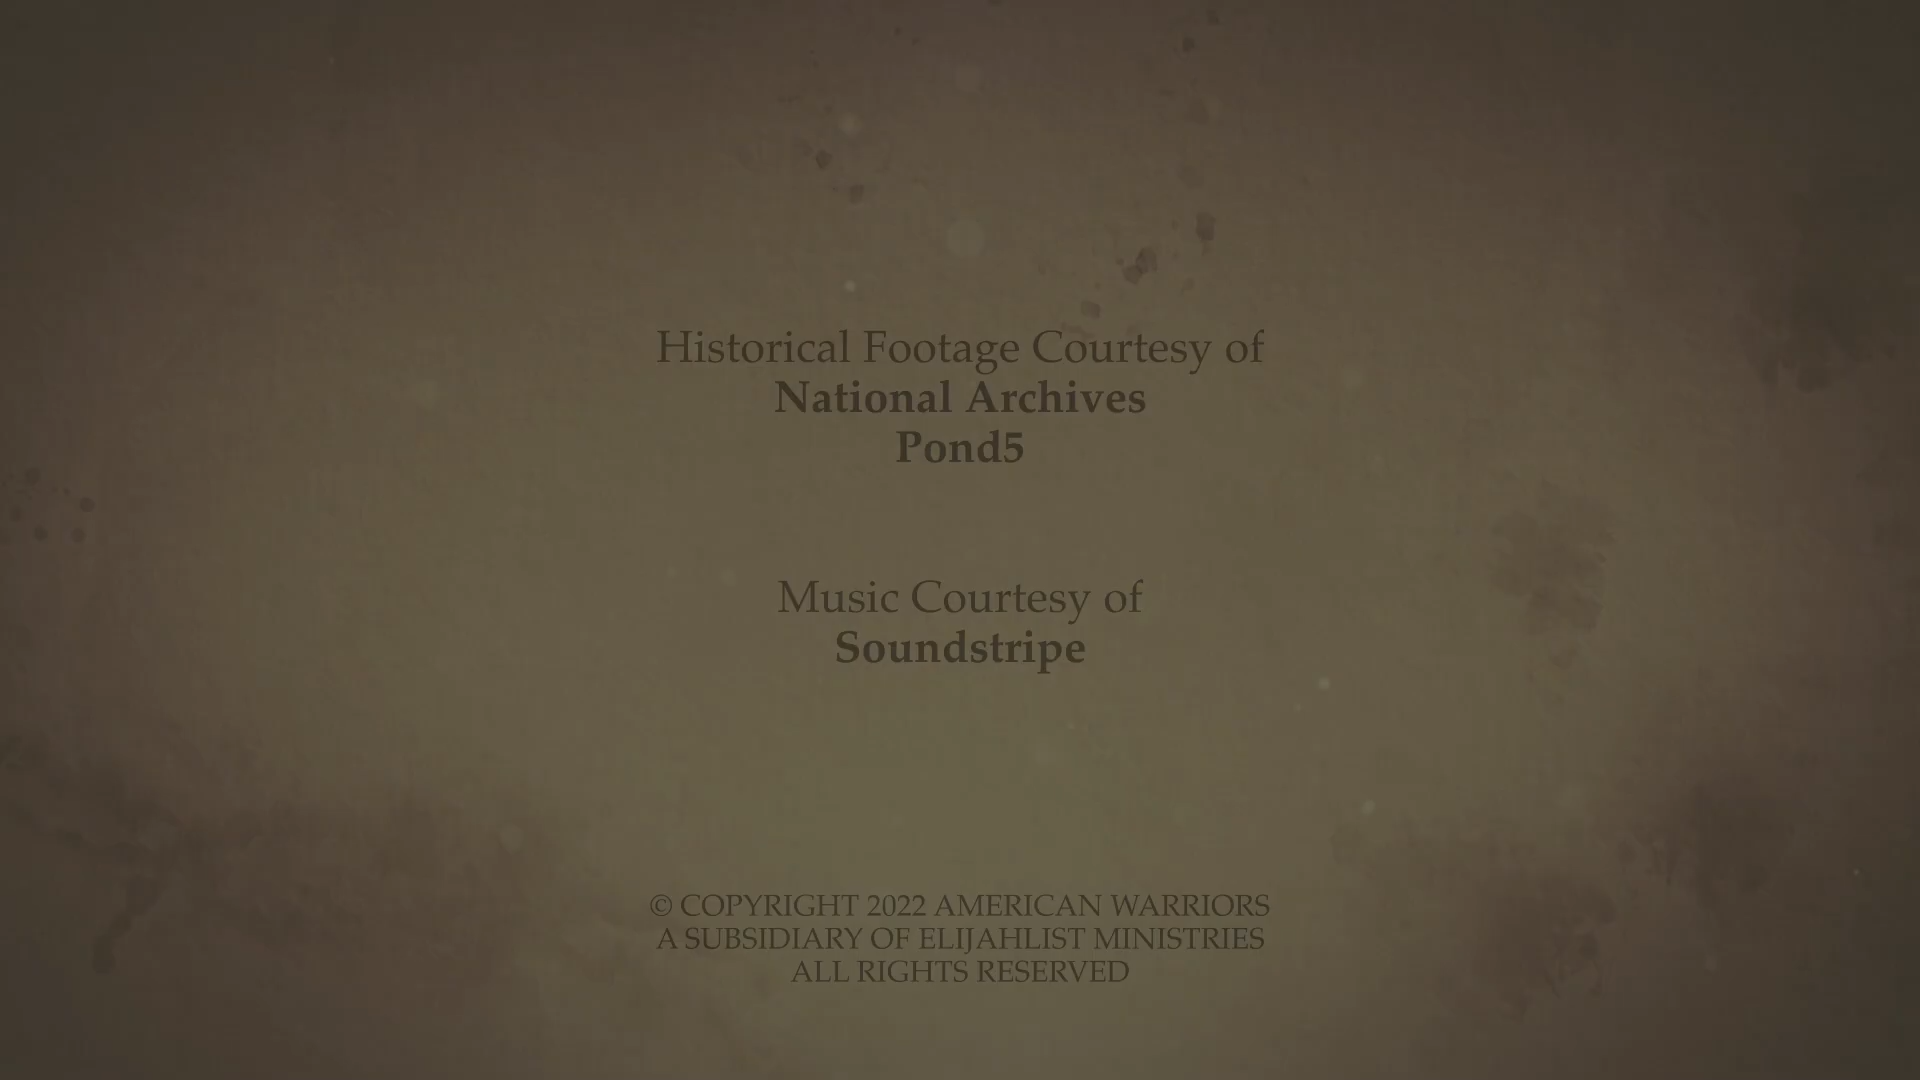 Historical Footage Courtesy of
National Archives
Pond5
Music Courtesy of
Soundstripe
© COPYRIGHT 2022 AMERICAN WARRIORS
A SUBSIDIARY OF ELIJAHLIST MINISTRIES
ALL RIGHTS RESERVED